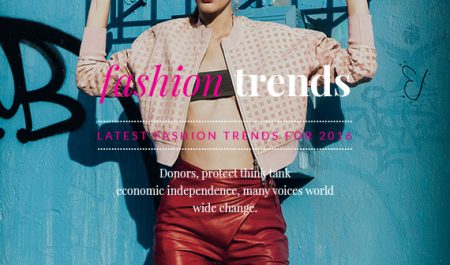 fashion trends
LATEST FASHION TRENDS FOR 2016
Donors, protect think tank
economic independence, many voices world
wide change.